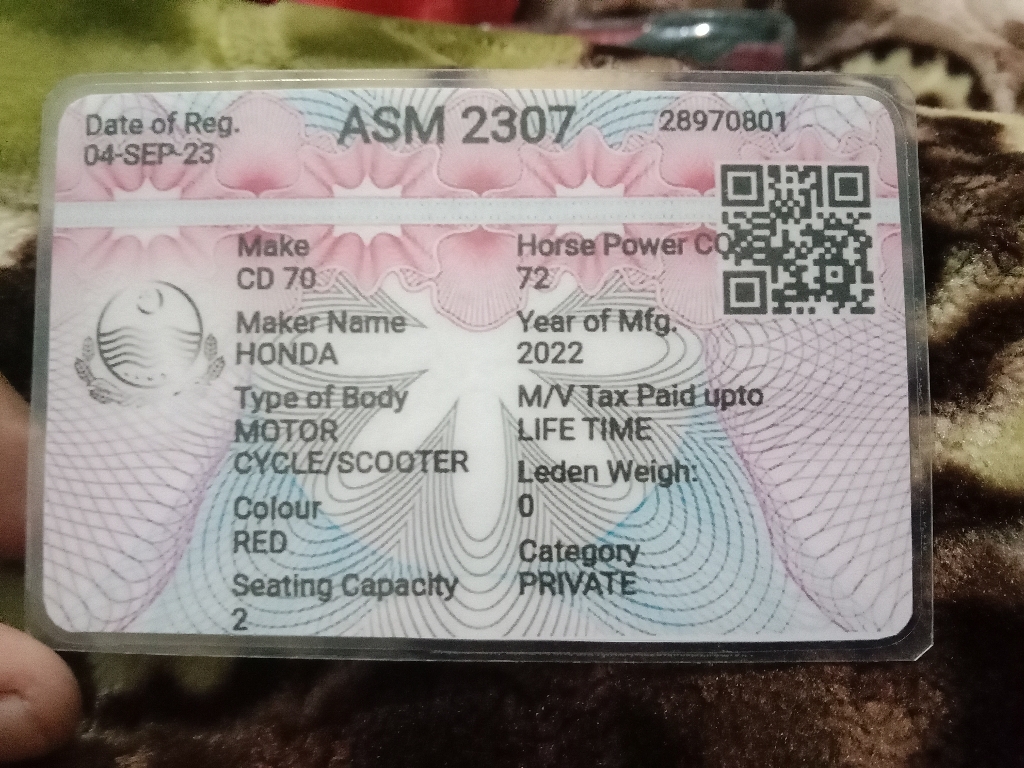 Date of Reg.
04-SEP-23
ASM 2307
28970801
Make
CD 70
Maker Name
HONDA
Type of Body
MOTOR
CYCLE/SCOOTER
Colour
RED
Seating Capacity
2
Horse Power
72
Year of Mfg.
2022
M/V Tax Paid upto
LIFE TIME
Leden Weigh:
0
Category
PRIVATE